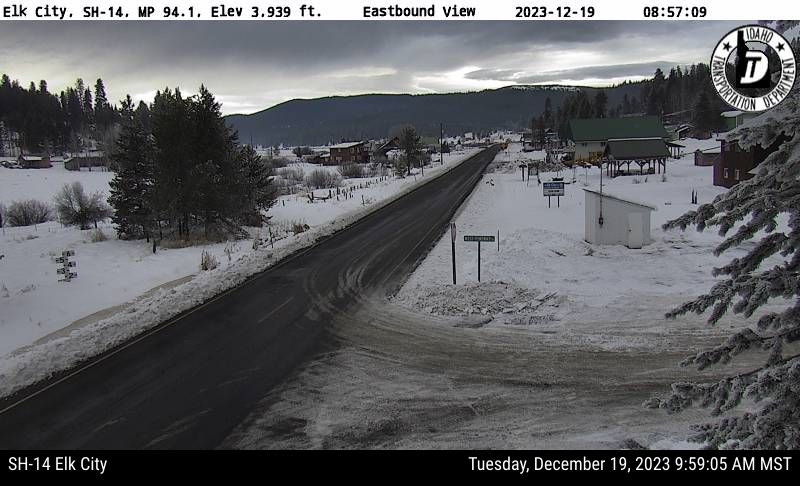 Elk City, SH-14, MP 94.1, Elev 3,939 ft. Eastbound View 2023-12-19 08:57:09
IDAHO
TRANSPORTATION DEPARTMENT
SH-14 Elk City Tuesday, December 19, 2023 9:59:05 AM MST